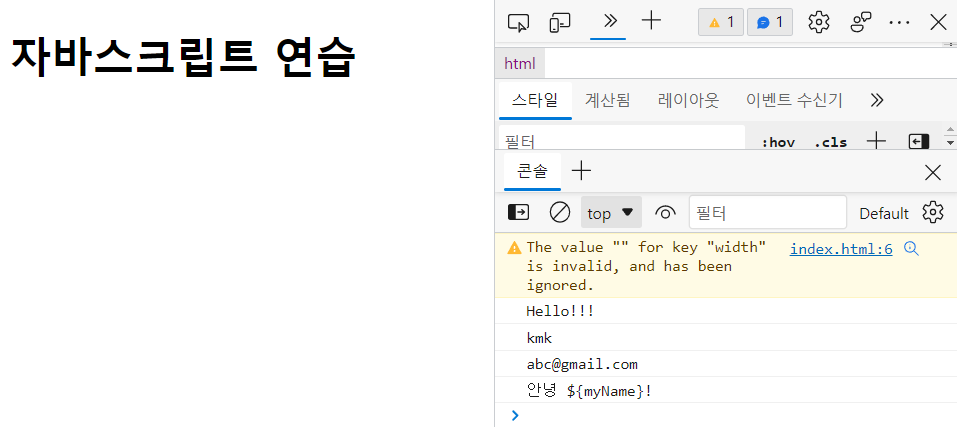 자바스크립트 연습
1
1
html
스타일 계산됨 레이아웃 이벤트 수신기
필터 :hov .cls
콘솔
top 필터 Default
The value "" for key "width" index.html:6
is invalid, and has been
ignored.
Hello!!!
kmk
abc@gmail.com
안녕 ${myName}!